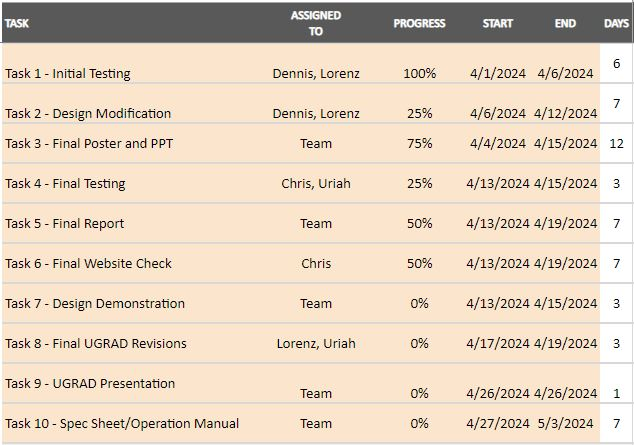 TASK ASSIGNED TO PROGRESS START END DAYS
Task 1 - Initial Testing Dennis, Lorenz 100% 4/1/2024 4/6/2024 6
Task 2 - Design Modification Dennis, Lorenz 25% 4/6/2024 4/12/2024 7
Task 3 - Final Poster and PPT Team 75% 4/4/2024 4/15/2024 12
Task 4 - Final Testing Chris, Uriah 25% 4/13/2024 4/15/2024 3
Task 5 - Final Report Team 50% 4/13/2024 4/19/2024 7
Task 6 - Final Website Check Chris 50% 4/13/2024 4/19/2024 7
Task 7 - Design Demonstration Team 0% 4/13/2024 4/15/2024 3
Task 8 - Final UGRAD Revisions Lorenz, Uriah 0% 4/17/2024 4/19/2024 3
Task 9 - UGRAD Presentation Team 0% 4/26/2024 4/26/2024 1
Task 10 - Spec Sheet/Operation Manual Team 0% 4/27/2024 5/3/2024 7